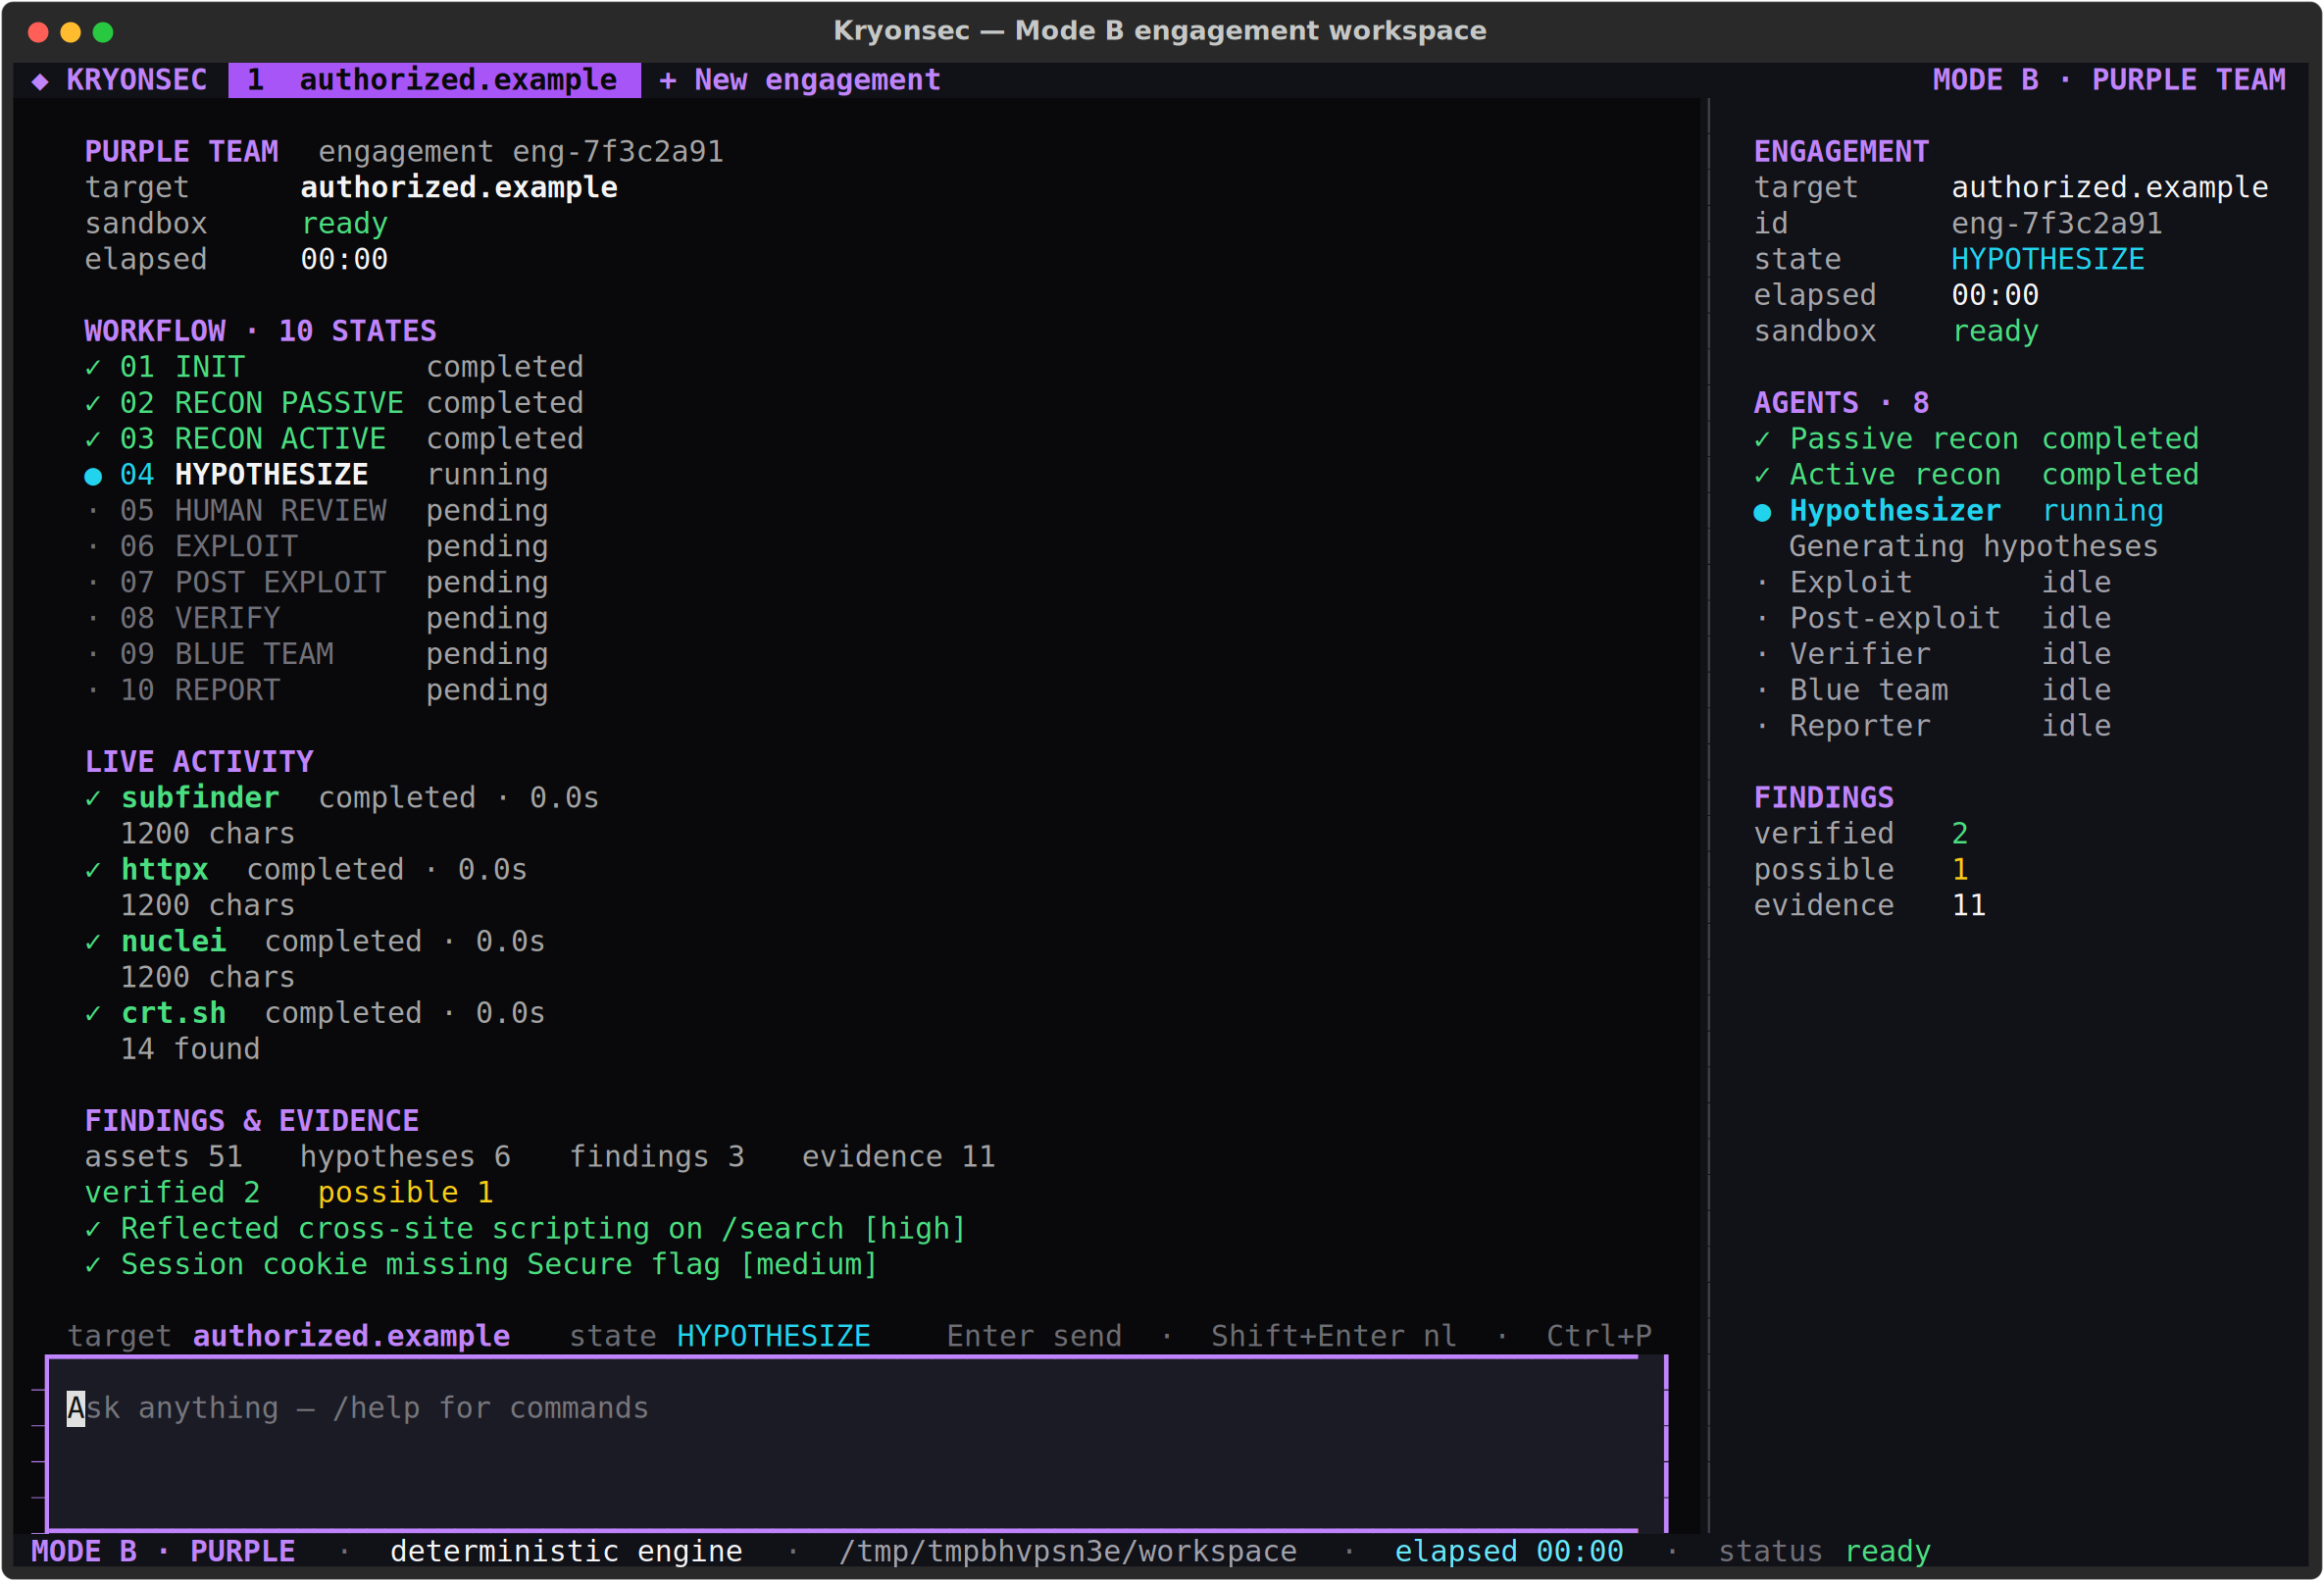 Kryonsec — Mode B engagement workspace
◆ KRYONSEC 1 authorized.example + New engagement MODE B · PURPLE TEAM
PURPLE TEAM engagement eng-7f3c2a91
target authorized.example
sandbox ready
elapsed 00:00
WORKFLOW · 10 STATES
✓ 01 INIT completed
✓ 02 RECON PASSIVE completed
✓ 03 RECON ACTIVE completed
● 04 HYPOTHESIZE running
· 05 HUMAN REVIEW pending
· 06 EXPLOIT pending
· 07 POST EXPLOIT pending
· 08 VERIFY pending
· 09 BLUE TEAM pending
· 10 REPORT pending
LIVE ACTIVITY
✓ subfinder completed · 0.0s
1200 chars
✓ httpx completed · 0.0s
1200 chars
✓ nuclei completed · 0.0s
1200 chars
✓ crt.sh completed · 0.0s
14 found
FINDINGS & EVIDENCE
assets 51 hypotheses 6 findings 3 evidence 11
verified 2 possible 1
✓ Reflected cross-site scripting on /search [high]
✓ Session cookie missing Secure flag [medium]
target authorized.example state HYPOTHESIZE Enter send · Shift+Enter nl · Ctrl+P
Ask anything — /help for commands
ENGAGEMENT
target authorized.example
id eng-7f3c2a91
state HYPOTHESIZE
elapsed 00:00
sandbox ready
AGENTS · 8
✓ Passive recon completed
✓ Active recon completed
● Hypothesizer running
Generating hypotheses
· Exploit idle
· Post-exploit idle
· Verifier idle
· Blue team idle
· Reporter idle
FINDINGS
verified 2
possible 1
evidence 11
MODE B · PURPLE · deterministic engine · /tmp/tmpbhvpsn3e/workspace · elapsed 00:00 · status ready